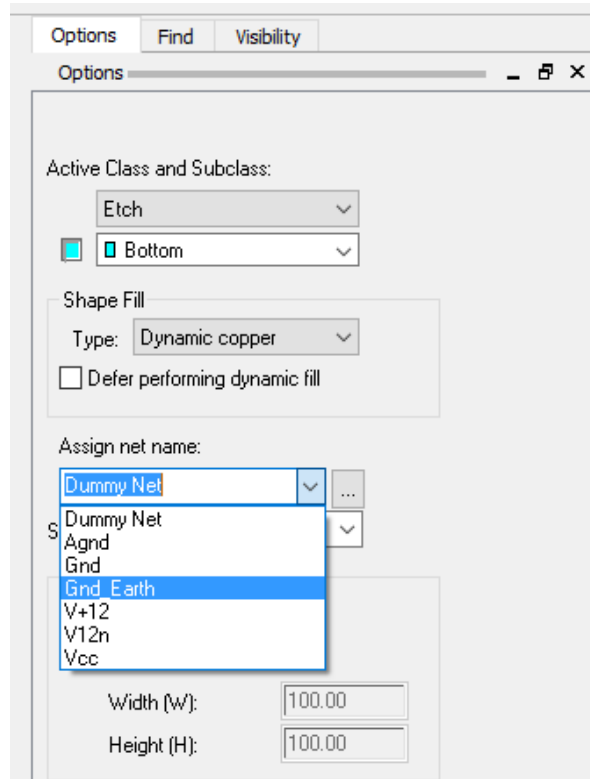 Options Find Visibility
Options
Active Class and Subclass:
Etch
Bottom
Shape Fill
Type: Dynamic copper
Defer performing dynamic fill
Assign net name:
Dummy Net ...
S
Dummy Net
Agnd
Gnd
Gnd_Earth
V+12
V12n
Vcc
Width (W): 100.00
Height (H): 100.00